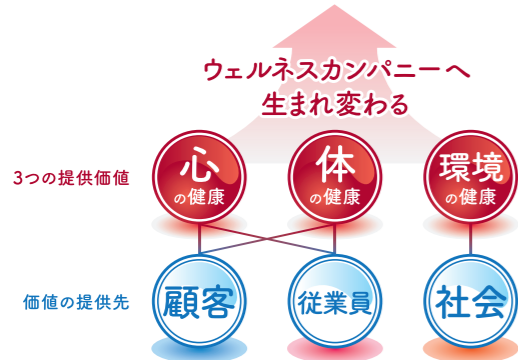 ウェルネスカンパニーへ
生まれ変わる
3つの提供価値
心
の健康
体
の健康
環境
の健康
価値の提供先
顧客
従業員
社会